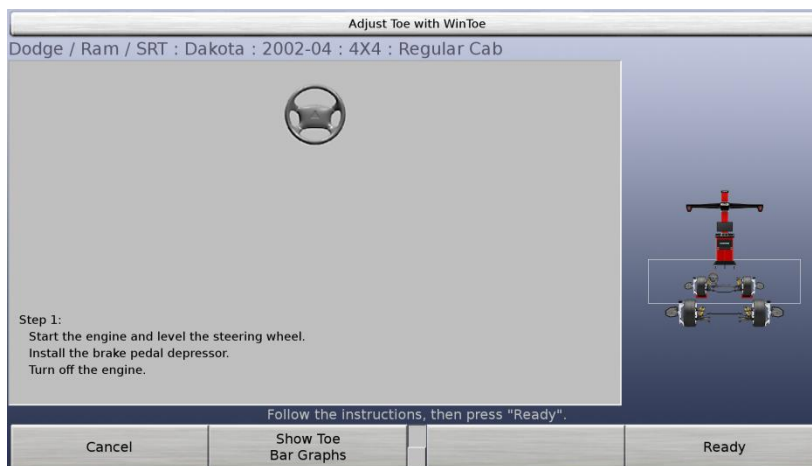 Adjust Toe with WinToe
Dodge / Ram / SRT : Dakota : 2002-04 : 4X4 : Regular Cab
Step 1:
Start the engine and level the steering wheel.
Install the brake pedal depressor.
Turn off the engine.
Follow the instructions, then press "Ready".
Cancel
Show Toe
Bar Graphs
Ready